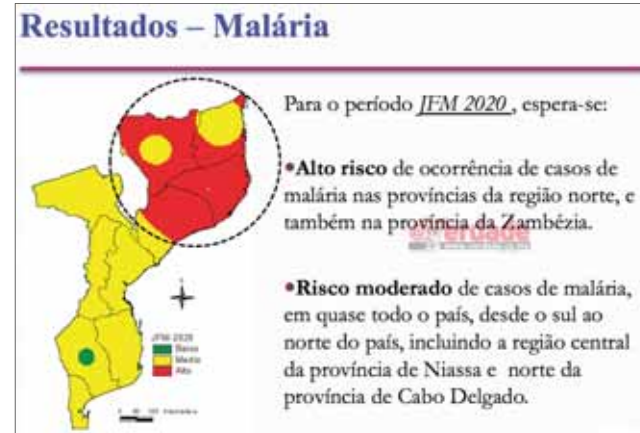 Resultados – Malária
Para o período JFM 2020 , espera-se:
•Alto risco de ocorrência de casos de
malária nas províncias da região norte, e
também na província da Zambézia.
@Verdade
•Risco moderado de casos de malária,
em quase todo o país, desde o sul ao
norte do país, incluindo a região central
da província de Niassa e norte da
província de Cabo Delgado.
JFM-2020
Baixo
Medio
Alto